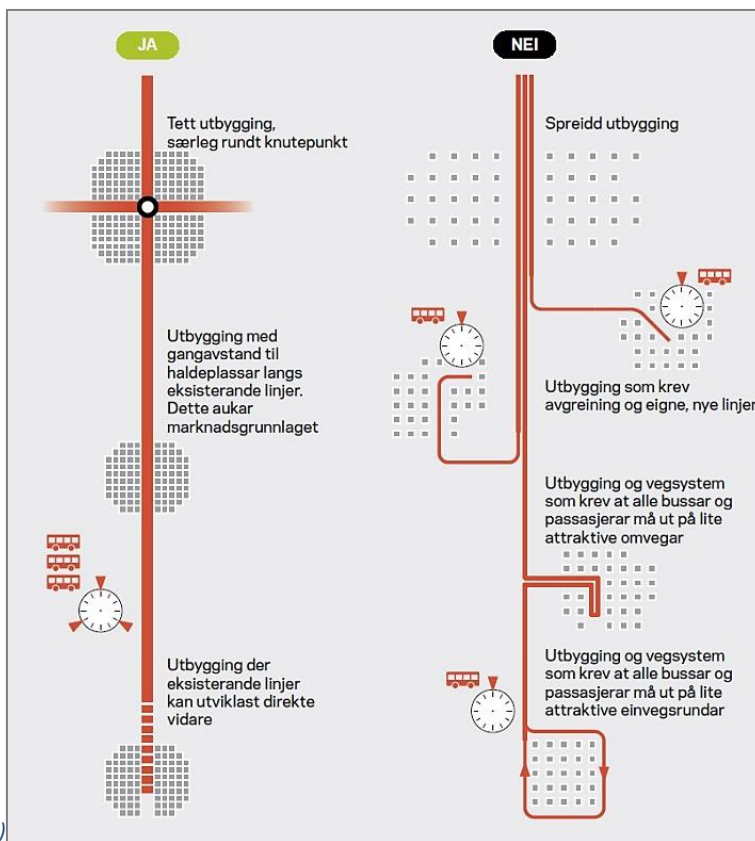 JA
Tett utbygging,
særleg rundt knutepunkt
Utbygging med
gangavstand til
haldeplassar langs
eksisterande linjer.
Dette aukar
marknadsgrunnlaget
Utbygging der
eksisterande linjer
kan utviklast direkte
vidare
NEI
Spreidd utbygging
Utbygging som krev
avgreining og eigne, nye linjer
Utbygging og vegsystem
som krev at alle bussar og
passasjerar må ut på lite
attraktive omvegar
Utbygging og vegsystem
som krev at alle bussar og
passasjerar må ut på lite
attraktive einvegsrundar
)